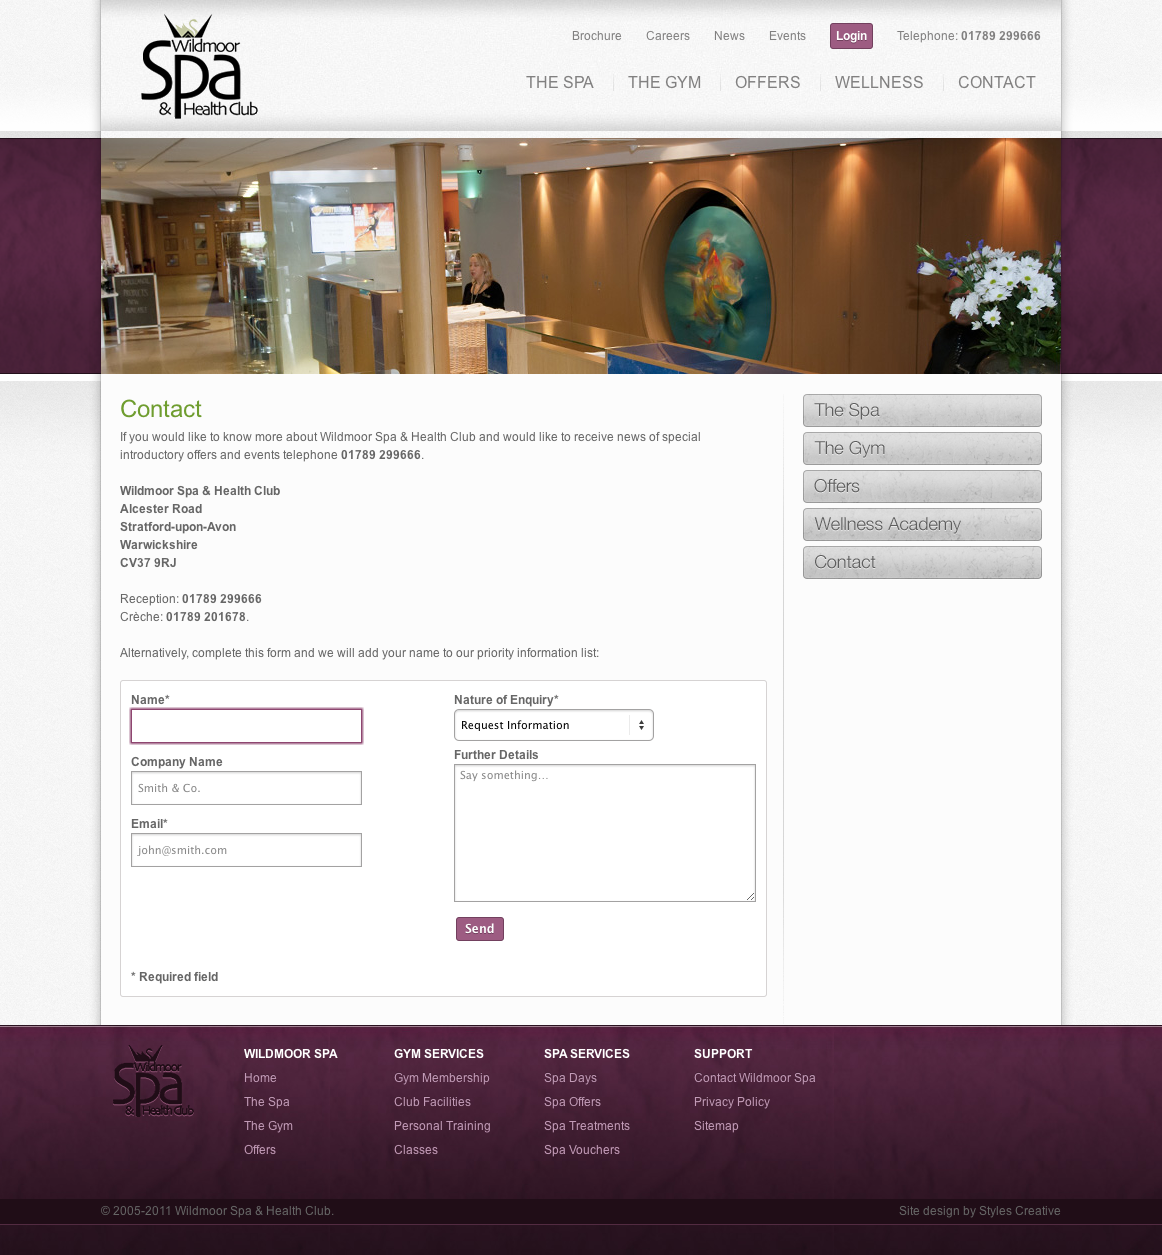 Wildmoor
Spa
& Health Club
Brochure
Careers
News
Events
Login
Telephone: 01789 299666
THE SPA
THE GYM
OFFERS
WELLNESS
CONTACT
Contact
If you would like to know more about Wildmoor Spa & Health Club and would like to receive news of special
introductory offers and events telephone 01789 299666.
Wildmoor Spa & Health Club
Alcester Road
Stratford-upon-Avon
Warwickshire
CV37 9RJ
Reception: 01789 299666
Crèche: 01789 201678.
Alternatively, complete this form and we will add your name to our priority information list:
Name*
Company Name
Smith & Co.
Email*
john@smith.com
Nature of Enquiry*
Request Information
Further Details
Say something...
Send
* Required field
The Spa
The Gym
Offers
Wellness Academy
Contact
Wildmoor
Spa
& Health Club
WILDMOOR SPA
Home
The Spa
The Gym
Offers
GYM SERVICES
Gym Membership
Club Facilities
Personal Training
Classes
SPA SERVICES
Spa Days
Spa Offers
Spa Treatments
Spa Vouchers
SUPPORT
Contact Wildmoor Spa
Privacy Policy
Sitemap
© 2005-2011 Wildmoor Spa & Health Club.
Site design by Styles Creative